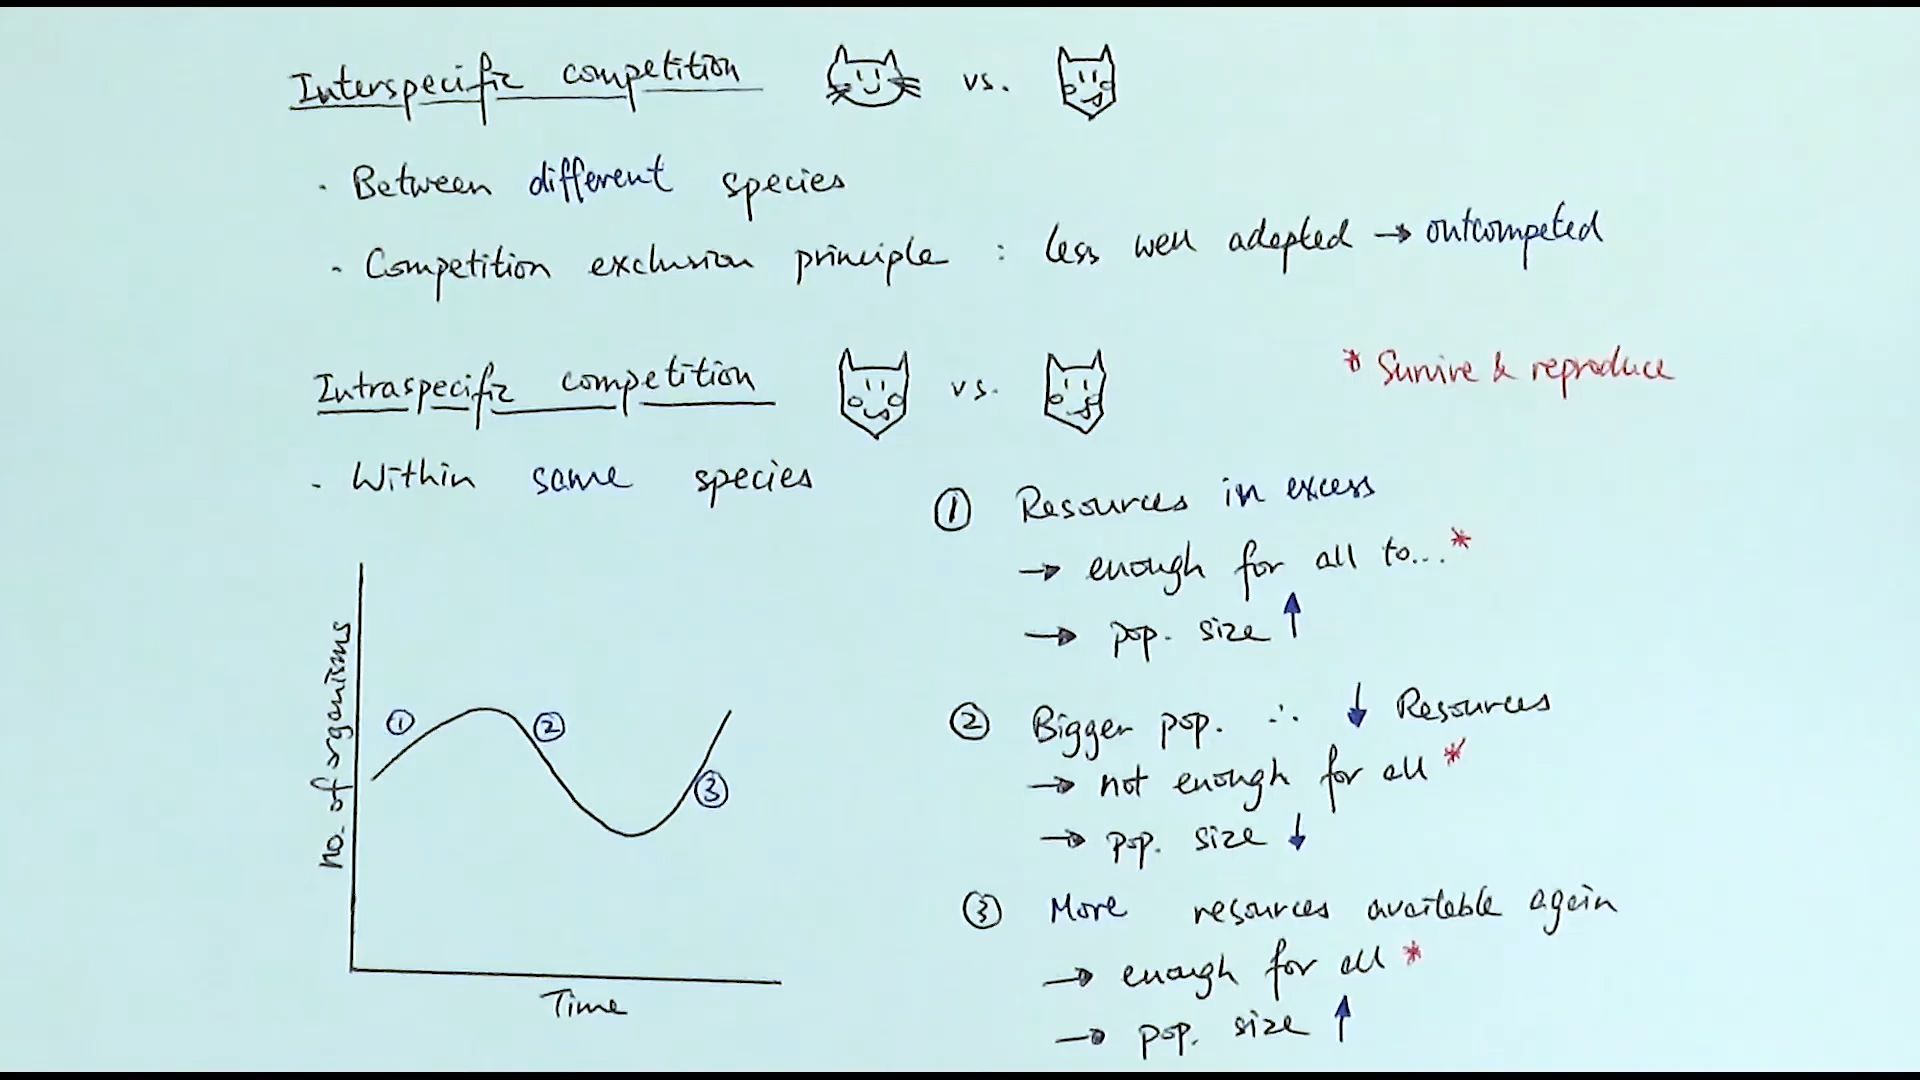 Interspecific competition vs.
· Between different species
- Competition exclusion principle : less well adapted → outcompeted
Intraspecific competition vs.
* Survive & reproduce
- Within same species
① Resources in excess
→ enough for all to...*
→ pop. size ↑
② Bigger pop. ∴ ↓ Resources
→ not enough for all *
→ pop. size ↓
③ More resources available again
→ enough for all *
→ pop. size ↑
no. of organisms
①
②
③
Time